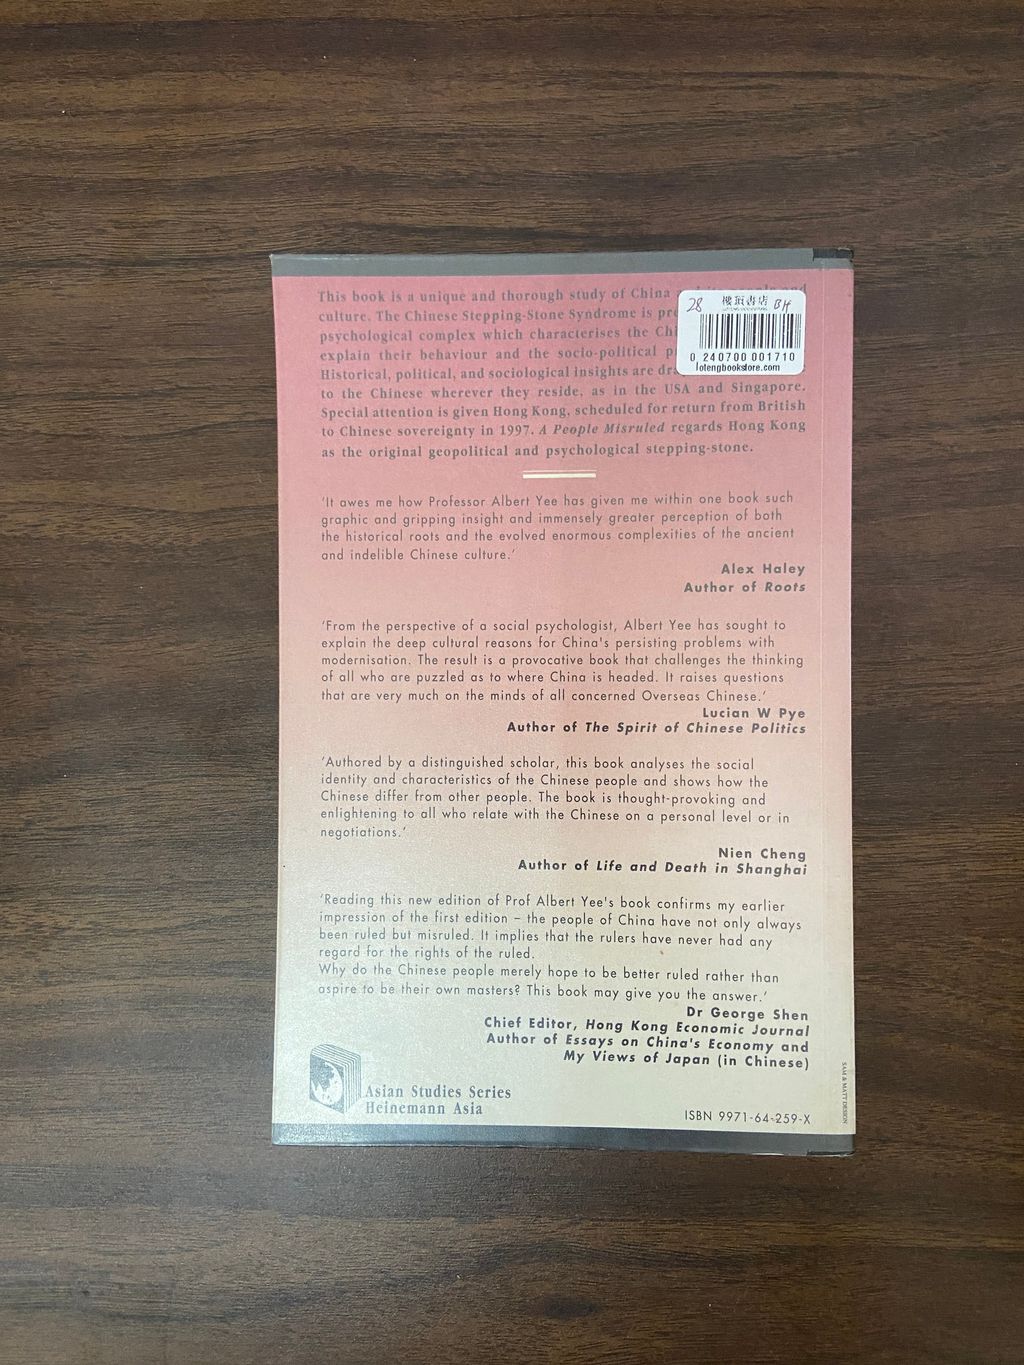 This book is a unique and thorough study of China
culture. The Chinese Stepping-Stone Syndrome is
psychological complex which characterises the
explain their behaviour and the socio-political
Historical, political, and sociological insights are
to the Chinese wherever they reside, as in the USA and Singapore.
Special attention is given Hong Kong, scheduled for return from British
to Chinese sovereignty in 1997. A People Misruled regards Hong Kong
as the original geopolitical and psychological stepping-stone.
28 樓頂書店 BH
0 240700 001710
lotengbookstore.com
'It awes me how Professor Albert Yee has given me within one book such
graphic and gripping insight and immensely greater perception of both
the historical roots and the evolved enormous complexities of the ancient
and indelible Chinese culture.'
Alex Haley
Author of Roots
'From the perspective of a social psychologist, Albert Yee has sought to
explain the deep cultural reasons for China's persisting problems with
modernisation. The result is a provocative book that challenges the thinking
of all who are puzzled as to where China is headed. It raises questions
that are very much on the minds of all concerned Overseas Chinese.'
Lucian W Pye
Author of The Spirit of Chinese Politics
'Authored by a distinguished scholar, this book analyses the social
identity and characteristics of the Chinese people and shows how the
Chinese differ from other people. The book is thought-provoking and
enlightening to all who relate with the Chinese on a personal level or in
negotiations.'
Nien Cheng
Author of Life and Death in Shanghai
'Reading this new edition of Prof Albert Yee's book confirms my earlier
impression of the first edition – the people of China have not only always
been ruled but misruled. It implies that the rulers have never had any
regard for the rights of the ruled.
Why do the Chinese people merely hope to be better ruled rather than
aspire to be their own masters? This book may give you the answer.'
Dr George Shen
Chief Editor, Hong Kong Economic Journal
Author of Essays on China's Economy and
My Views of Japan (in Chinese)
Asian Studies Series
Heinemann Asia
ISBN 9971-64-259-X
SAM & MATT DESIGN